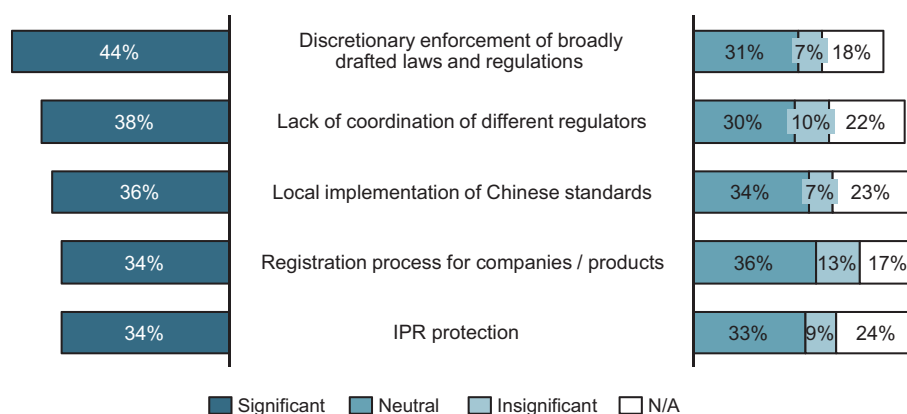 44%
Discretionary enforcement of broadly
drafted laws and regulations
31% 7% 18%
38%
Lack of coordination of different regulators
30% 10% 22%
36%
Local implementation of Chinese standards
34% 7% 23%
34%
Registration process for companies / products
36% 13% 17%
34%
IPR protection
33% 9% 24%
Significant Neutral Insignificant N/A